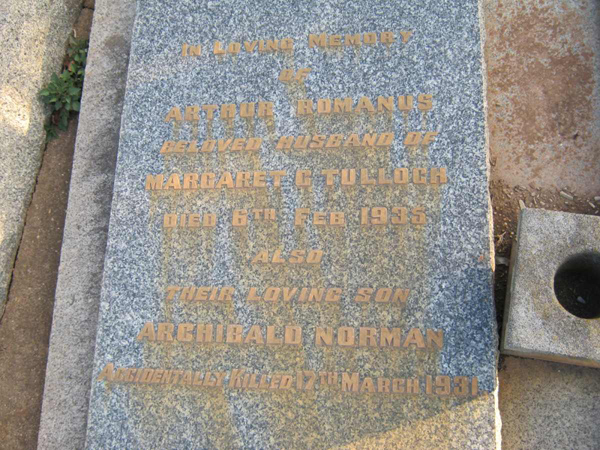 In Loving Memory
of
Arthur Romanus
Beloved Husband of
Margaret G Tulloch
Died 6th Feb 1935
Also
Their Loving Son
Archibald Norman
Accidentally Killed 17th March 1931